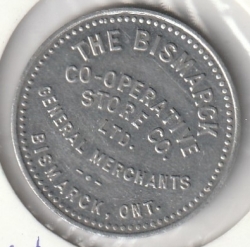 THE BISMARCK
CO-OPERATIVE
STORE CO.
LTD.
GENERAL MERCHANTS
BISMARCK, ONT.